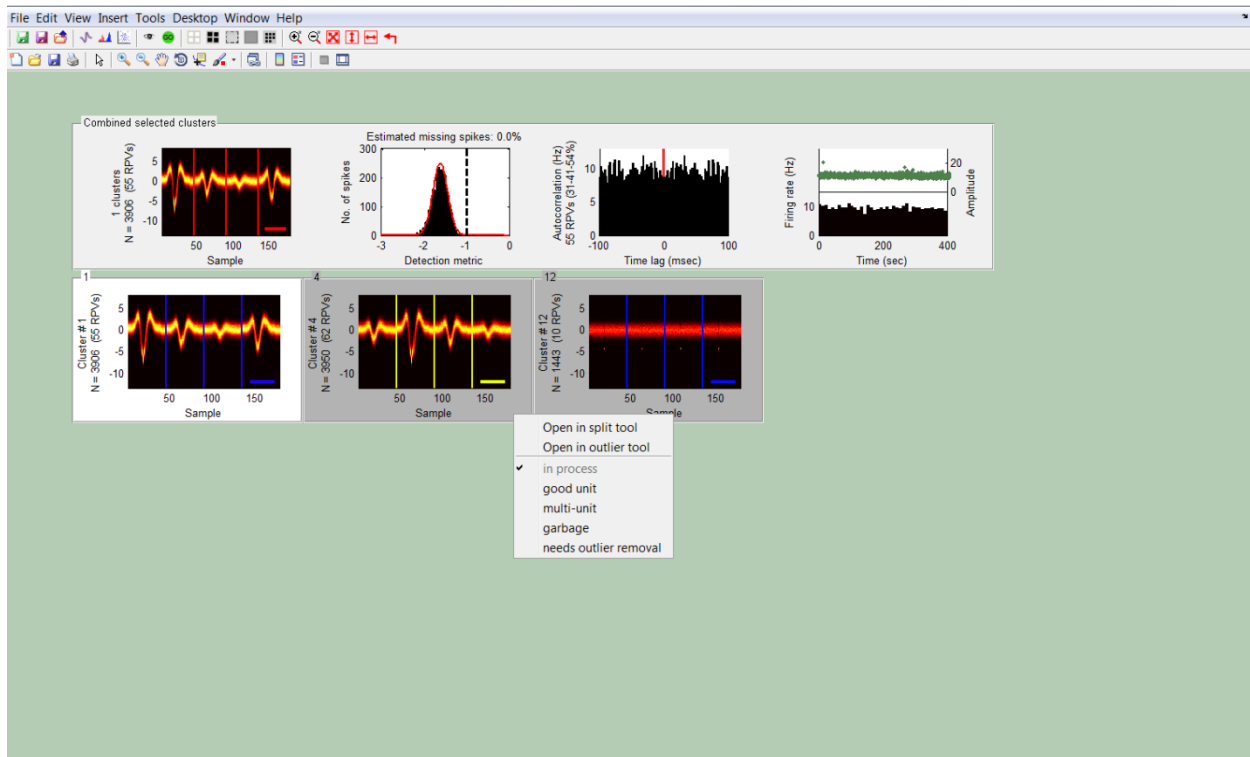 File Edit View Insert Tools Desktop Window Help
GO
Combined selected clusters
1 clusters
N = 3906 (55 RPVs)
5
0
-5
-10
50 100 150
Sample
Estimated missing spikes: 0.0%
No. of spikes
300
200
100
0
-3 -2 -1 0
Detection metric
Autocorrelation (Hz)
55 RPVs (31-41-54%)
10
5
0
-100 0 100
Time lag (msec)
Firing rate (Hz)
10
0
20
0
Amplitude
0 200 400
Time (sec)
1
Cluster #1
N = 3906 (55 RPVs)
5
0
-5
-10
50 100 150
Sample
4
Cluster #4
N = 3950 (62 RPVs)
5
0
-5
-10
50 100 150
Sample
12
Cluster #12
N = 1443 (10 RPVs)
5
0
-5
-10
50 100 150
Sample
Open in split tool
Open in outlier tool
in process
good unit
multi-unit
garbage
needs outlier removal